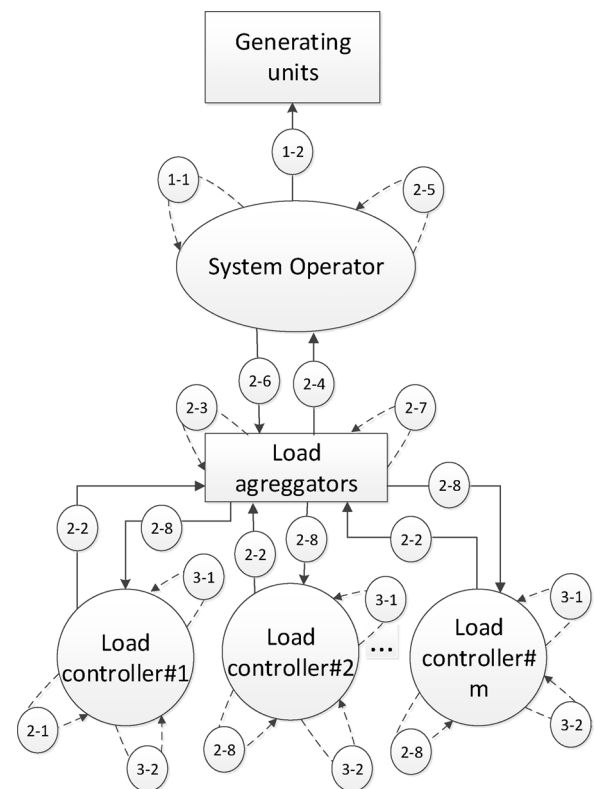 Generating
units
1-2
1-1
2-5
System Operator
2-6
2-4
2-3
2-7
Load
agreggators
2-8
2-2
2-8
2-2
2-8
2-2
3-1
3-1
3-1
Load
controller#1
Load
controller#2
...
Load
controller#
m
2-1
3-2
2-8
3-2
2-8
3-2